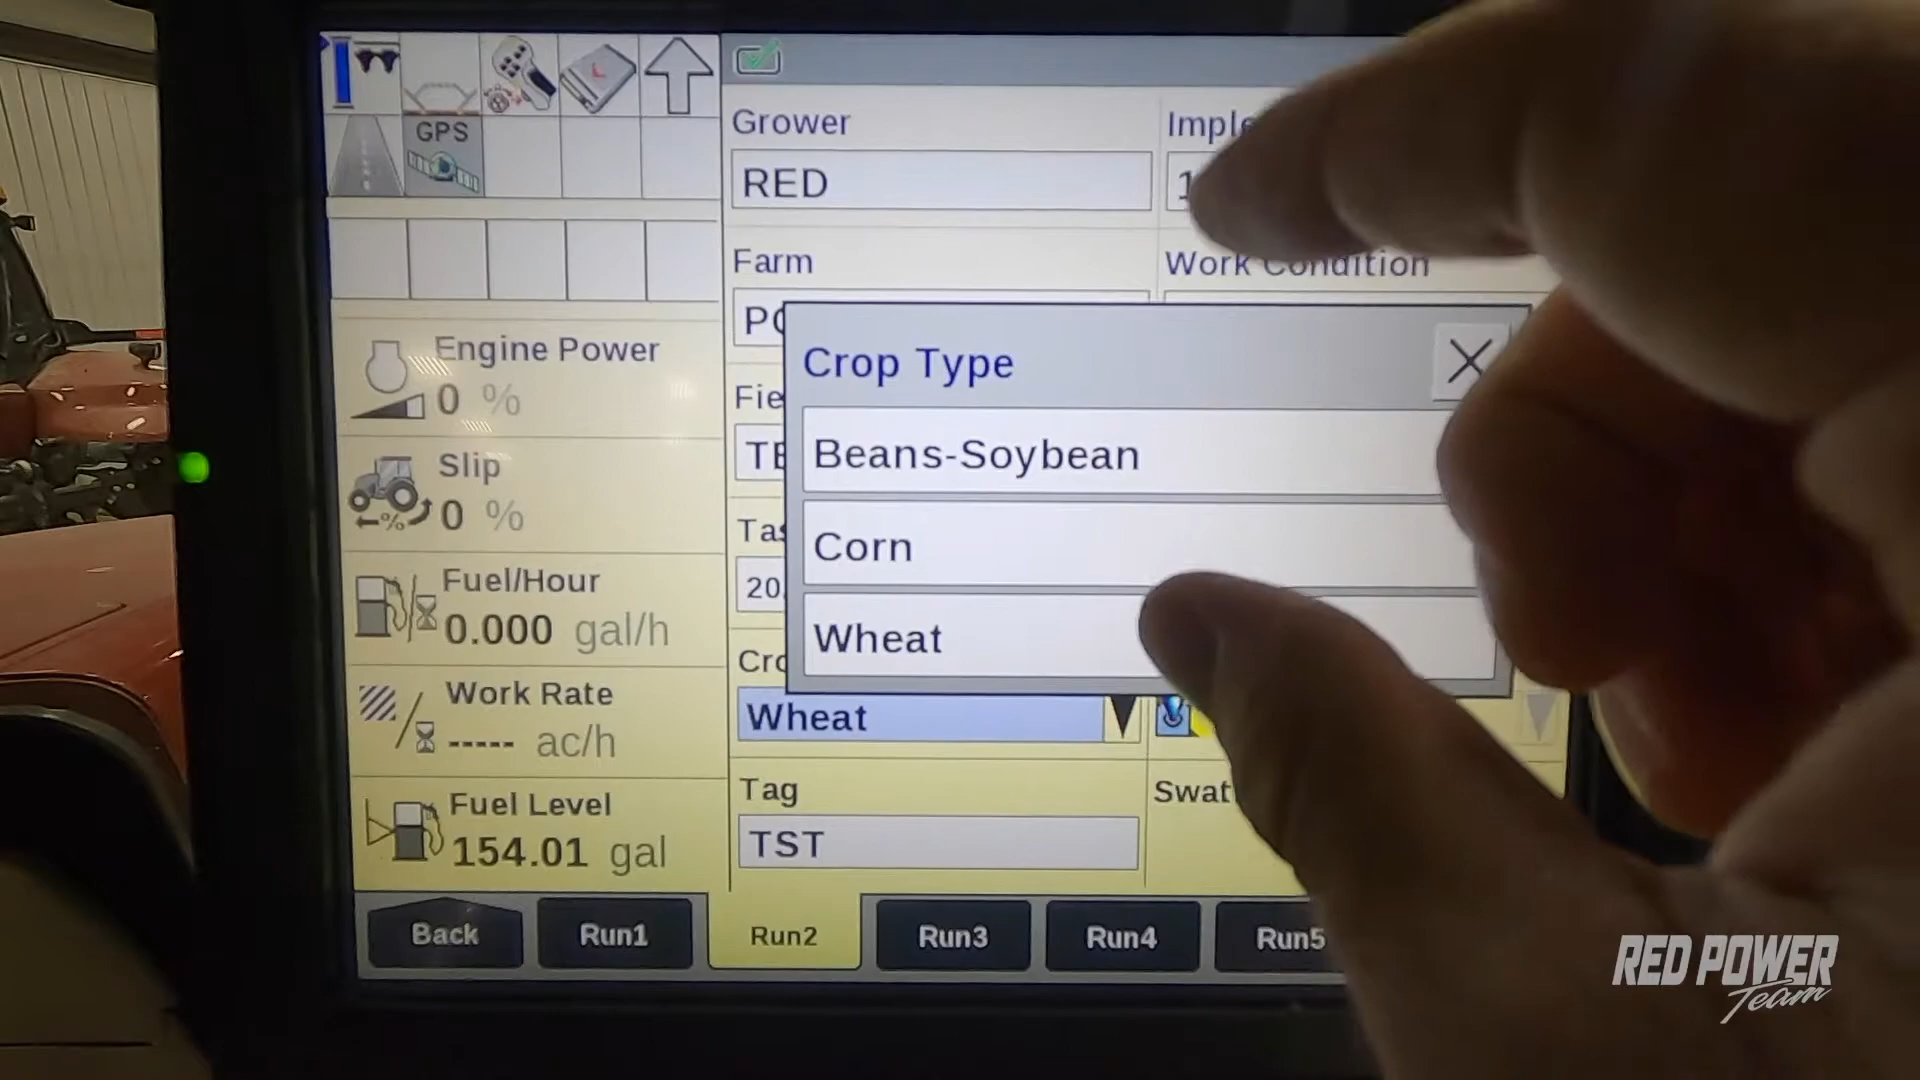 GPS
Engine Power
0 %
Slip
0 %
Fuel/Hour
0.000 gal/h
Work Rate
----- ac/h
Fuel Level
154.01 gal
Grower
RED
Farm
Work Condition
Crop Type
Beans-Soybean
Corn
Wheat
Wheat
Tag
TST
Back
Run1
Run2
Run3
Run4
Run5
RED POWER
Team